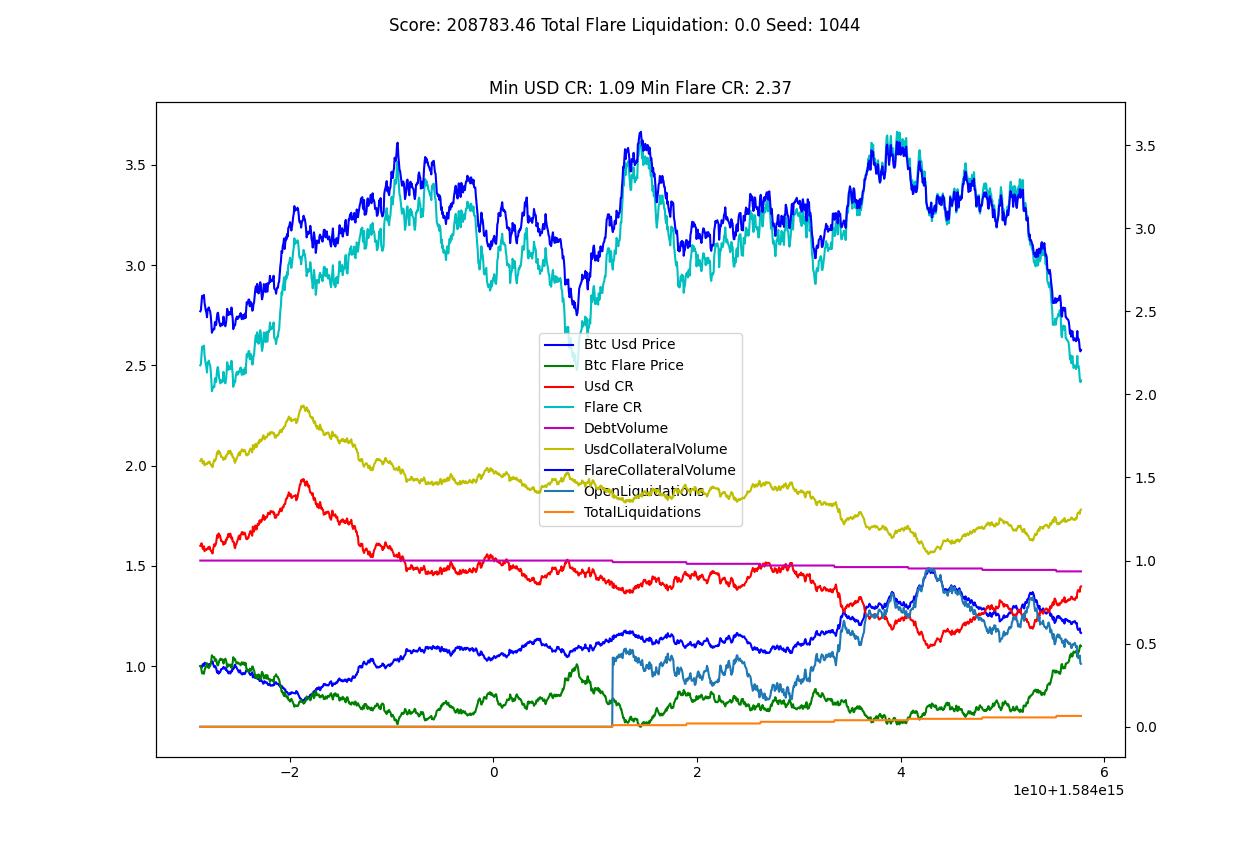 Score: 208783.46 Total Flare Liquidation: 0.0 Seed: 1044
Min USD CR: 1.09 Min Flare CR: 2.37
3.5
3.0
2.5
2.0
1.5
1.0
3.5
3.0
2.5
2.0
1.5
1.0
0.5
0.0
Btc Usd Price
Btc Flare Price
Usd CR
Flare CR
DebtVolume
UsdCollateralVolume
FlareCollateralVolume
OpenLiquidations
TotalLiquidations
−2 0 2 4 6
1e10+1.584e15